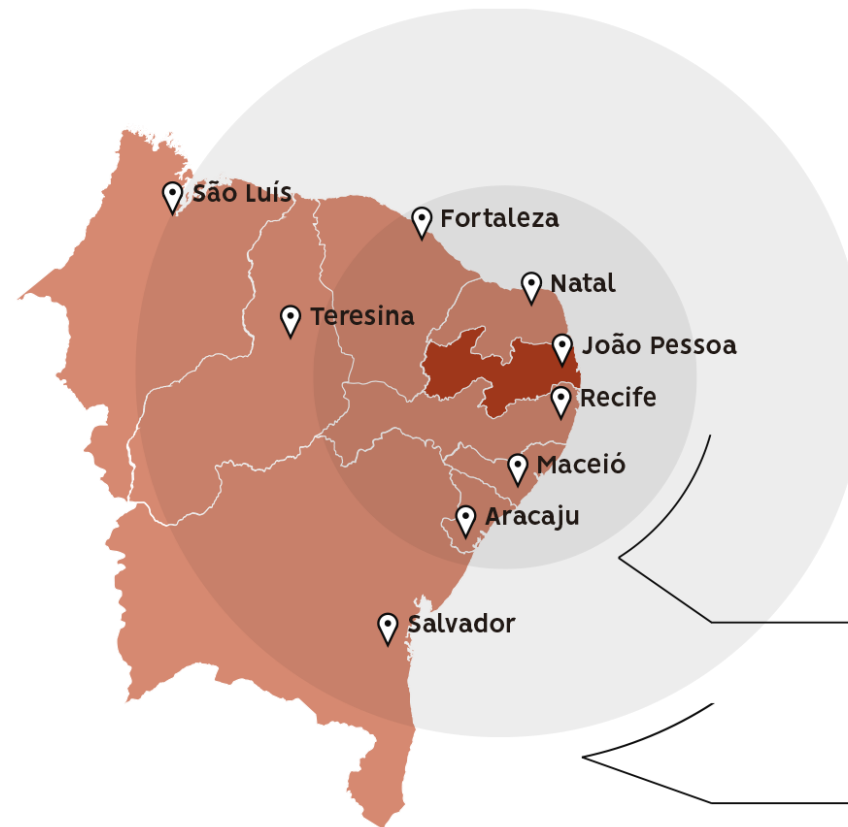 São Luís
Fortaleza
Natal
Teresina
João Pessoa
Recife
Maceió
Aracaju
Salvador